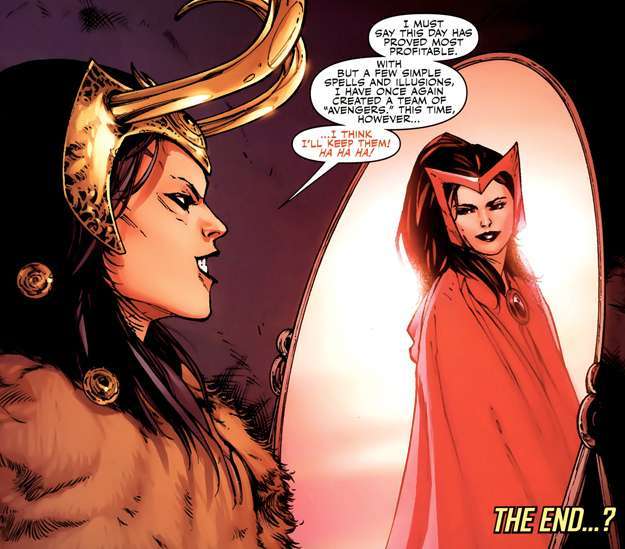 I MUST
SAY THIS DAY HAS
PROVED MOST
PROFITABLE.
WITH
BUT A FEW SIMPLE
SPELLS AND ILLUSIONS,
I HAVE ONCE AGAIN
CREATED A TEAM OF
"AVENGERS." THIS TIME,
HOWEVER...
...I THINK
I'LL KEEP THEM!
HA HA HA!
THE END...?